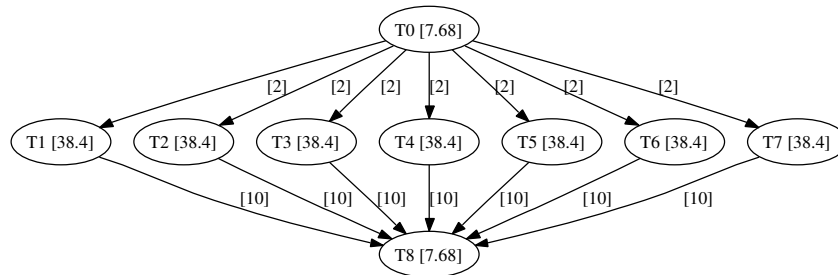 T0 [7.68]
[2] [2] [2] [2] [2] [2]
T1 [38.4] T2 [38.4] T3 [38.4] T4 [38.4] T5 [38.4] T6 [38.4] T7 [38.4]
[10] [10] [10] [10] [10] [10] [10]
T8 [7.68]